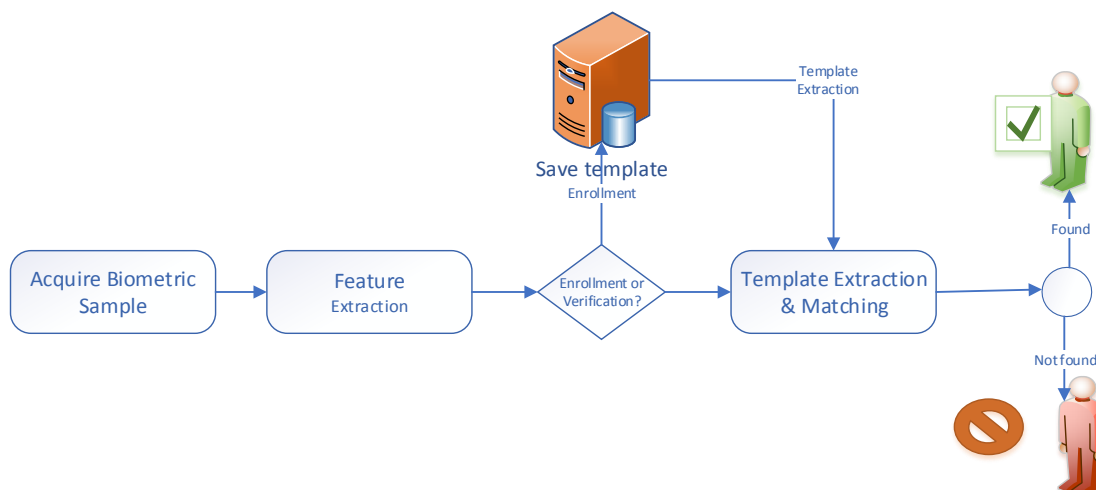 Template
Extraction
Save template
Enrollment
Found
Acquire Biometric
Sample
Feature
Extraction
Enrollment or
Verification?
Template Extraction
& Matching
Not found